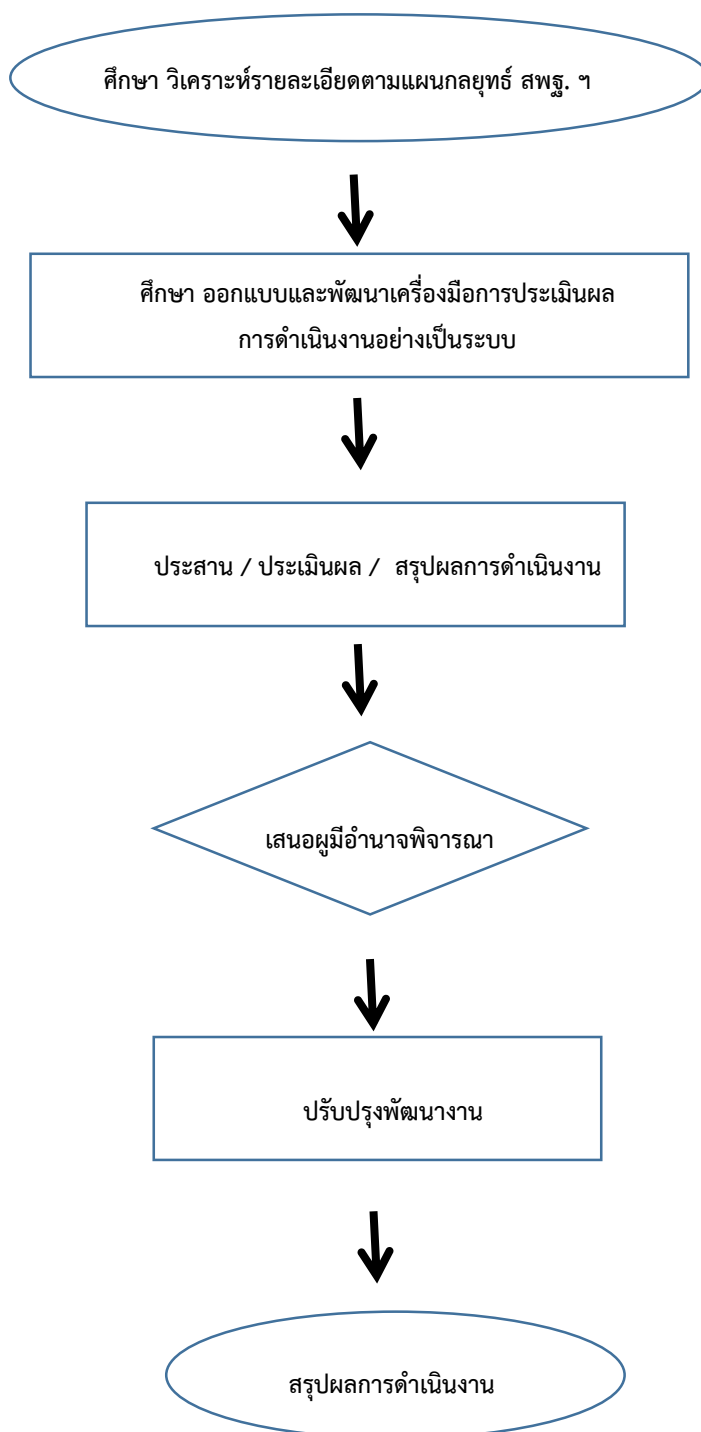 ศึกษา วิเคราะห์รายละเอียดตามแผนกลยุทธ์ สพฐ. ฯ
ศึกษา ออกแบบและพัฒนาเครื่องมือการประเมินผล
การดำเนินงานอย่างเป็นระบบ
ประสาน / ประเมินผล / สรุปผลการดำเนินงาน
เสนอผูมีอำนาจพิจารณา
ปรับปรุงพัฒนางาน
สรุปผลการดำเนินงาน